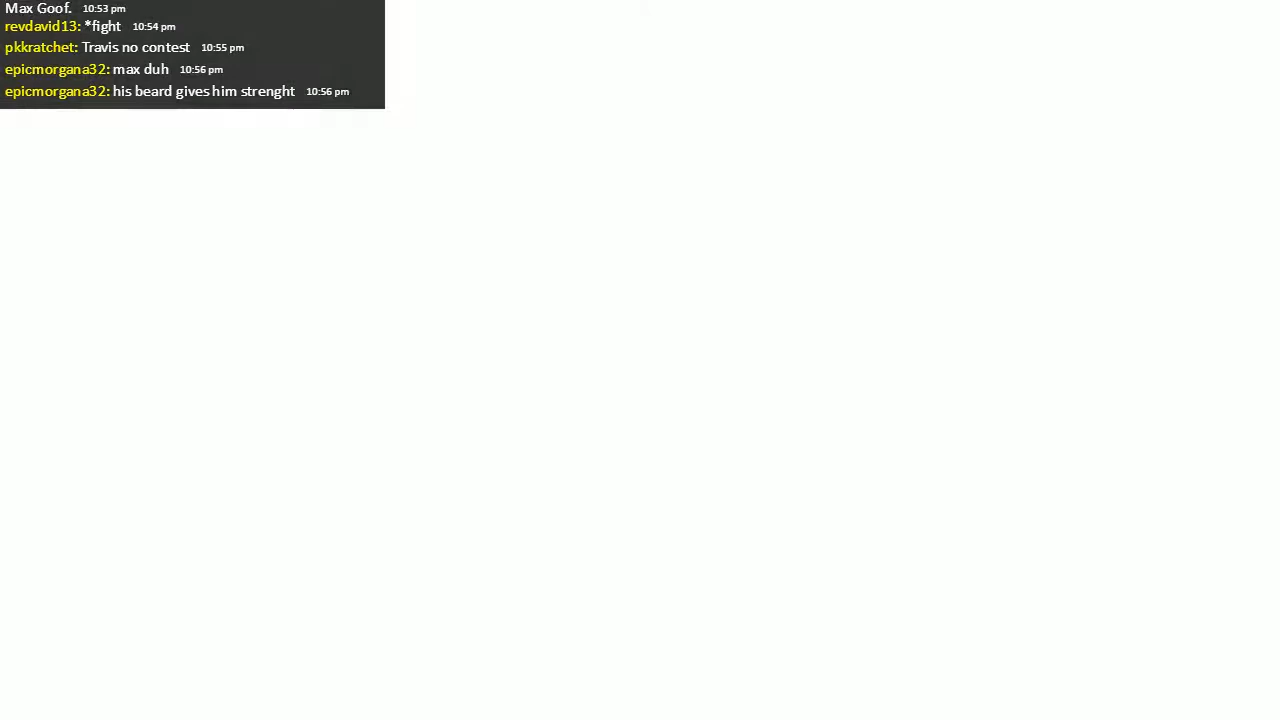 Max Goof. 10:53 pm
revdavid13: *fight 10:54 pm
pkkratchet: Travis no contest 10:55 pm
epicmorgana32: max duh 10:56 pm
epicmorgana32: his beard gives him strenght 10:56 pm